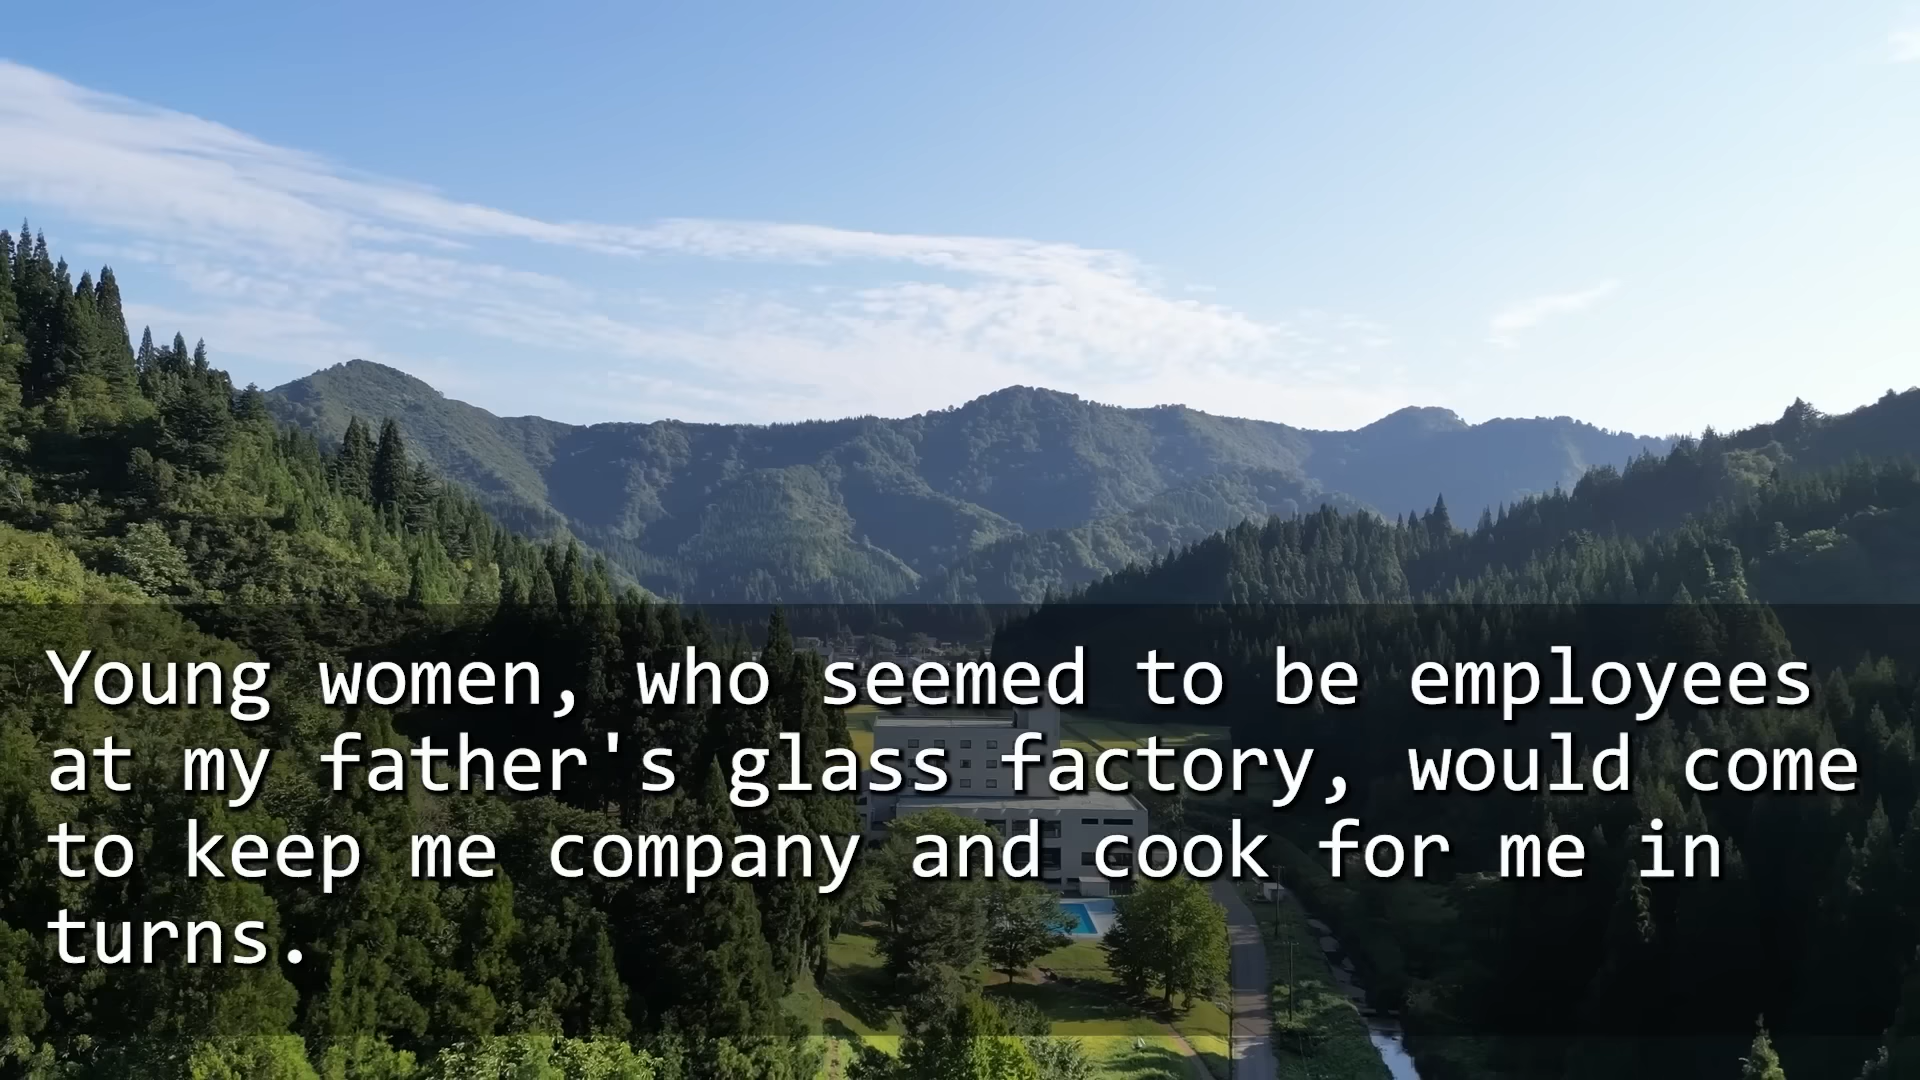 Young women, who seemed to be employees
at my father's glass factory, would come
to keep me company and cook for me in
turns.